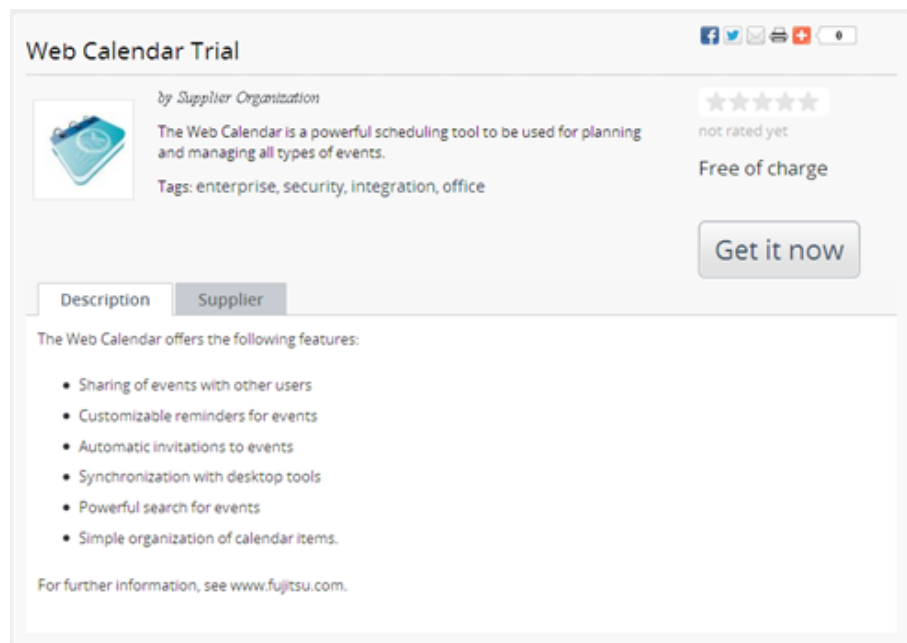 Web Calendar Trial
0
by Supplier Organization
The Web Calendar is a powerful scheduling tool to be used for planning
and managing all types of events.
Tags: enterprise, security, integration, office
not rated yet
Free of charge
Get it now
Description
Supplier
The Web Calendar offers the following features:
• Sharing of events with other users
• Customizable reminders for events
• Automatic invitations to events
• Synchronization with desktop tools
• Powerful search for events
• Simple organization of calendar items.
For further information, see www.fujitsu.com.